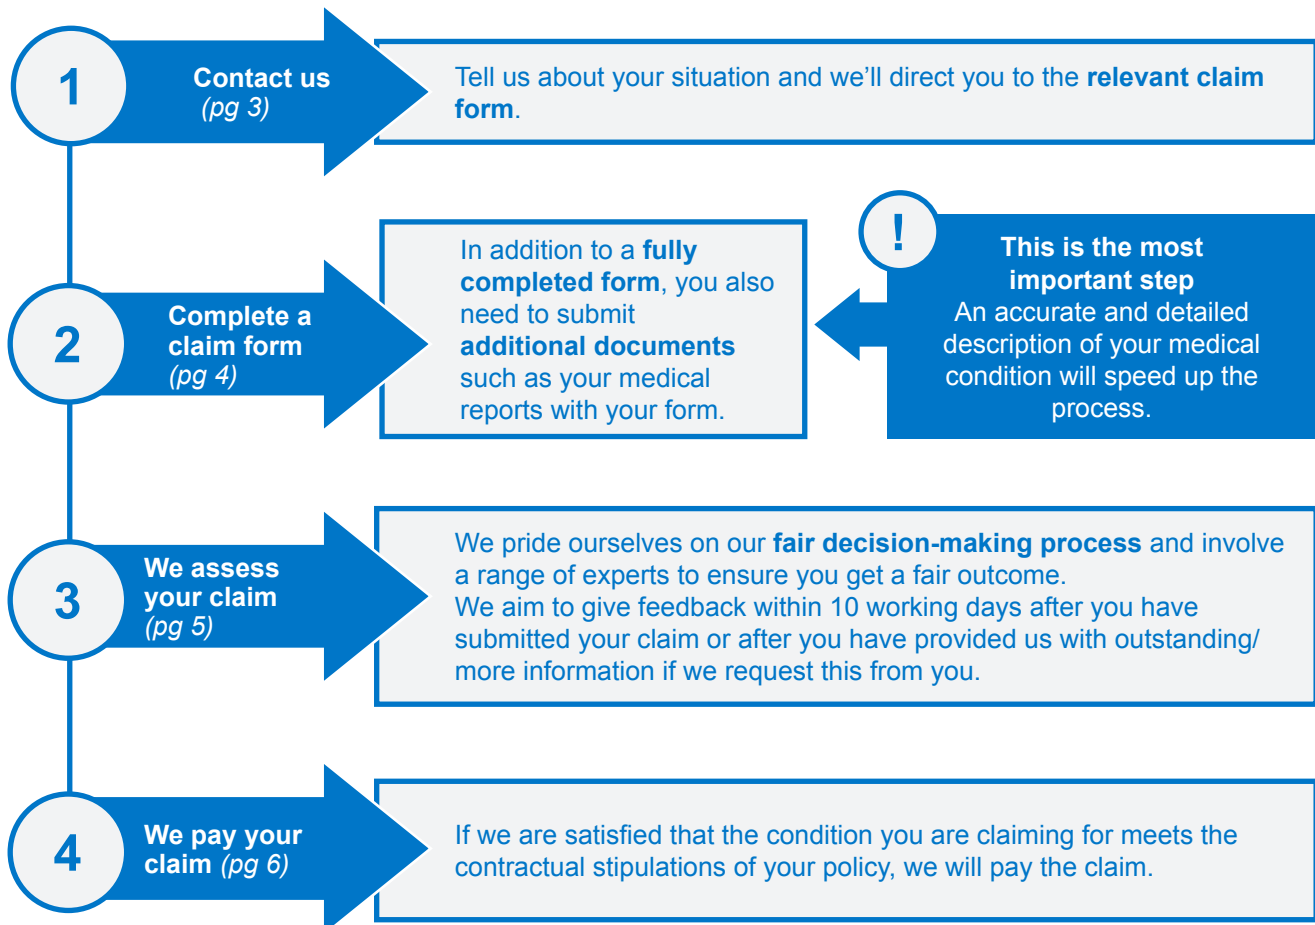 1
Contact us
(pg 3)
Tell us about your situation and we’ll direct you to the relevant claim
form.
2
Complete a
claim form
(pg 4)
In addition to a fully
completed form, you also
need to submit
additional documents
such as your medical
reports with your form.
!
This is the most
important step
An accurate and detailed
description of your medical
condition will speed up the
process.
3
We assess
your claim
(pg 5)
We pride ourselves on our fair decision-making process and involve
a range of experts to ensure you get a fair outcome.
We aim to give feedback within 10 working days after you have
submitted your claim or after you have provided us with outstanding/
more information if we request this from you.
4
We pay your
claim (pg 6)
If we are satisfied that the condition you are claiming for meets the
contractual stipulations of your policy, we will pay the claim.